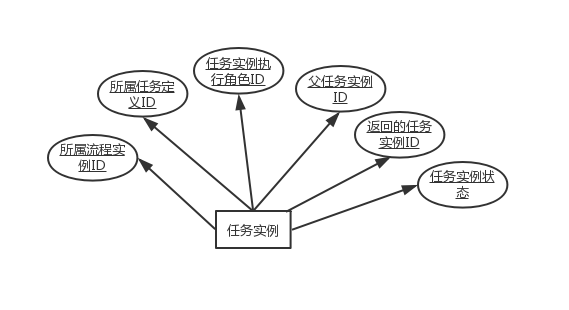 任务实例执
行角色ID
父任务实例
ID
所属任务定
义ID
返回的任务
实例ID
所属流程实
例ID
任务实例状
态
任务实例